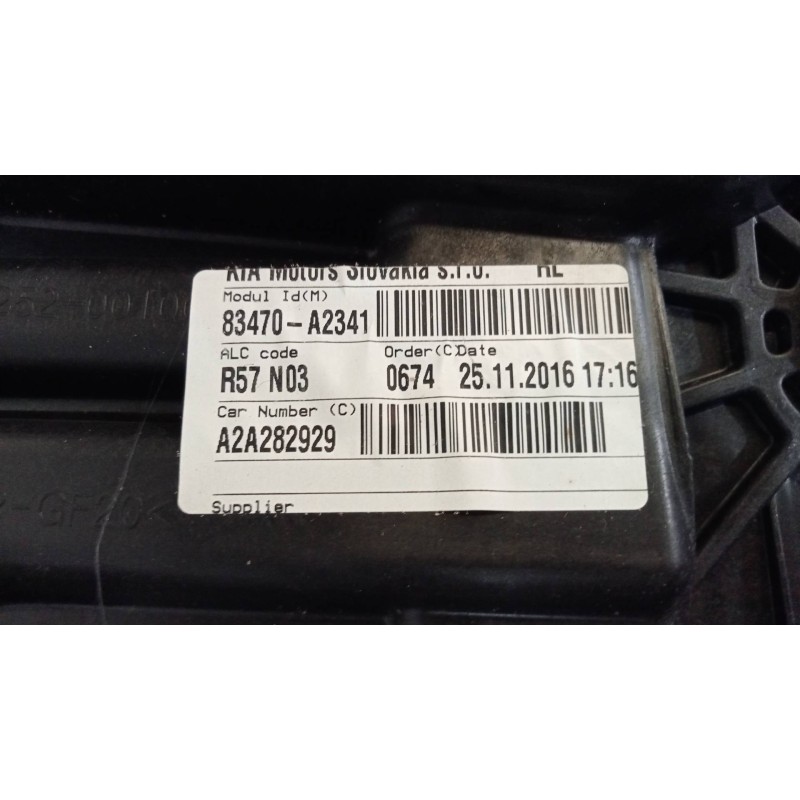 KIA Motors Slovakia s.r.o. RL
Modul Id(M)
83470-A2341
ALC code Order(C) Date
R57 N03 0674 25.11.2016 17:16
Car Number (C)
A2A282929
Supplier
-GF20<